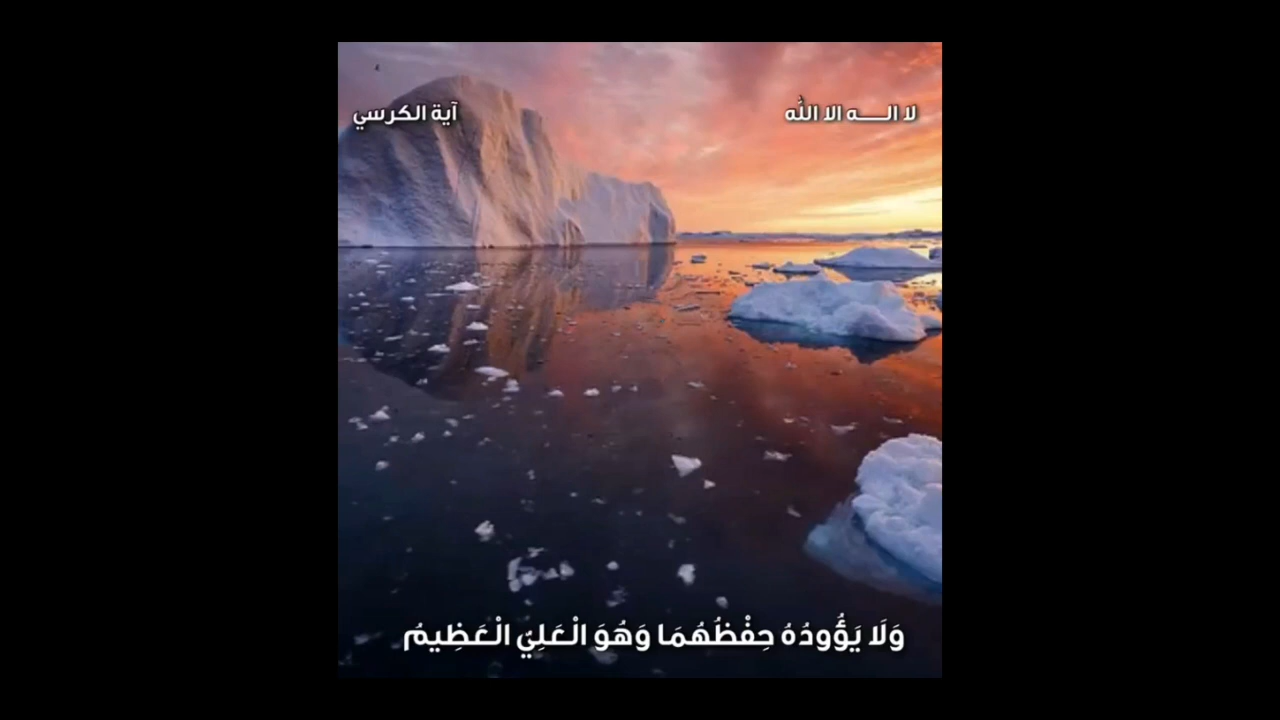 لا الـــه الا الله
آية الكرسي
وَلَا يَؤُودُهُ حِفْظُهُمَا وَهُوَ الْعَلِيُ الْعَظِيمُ